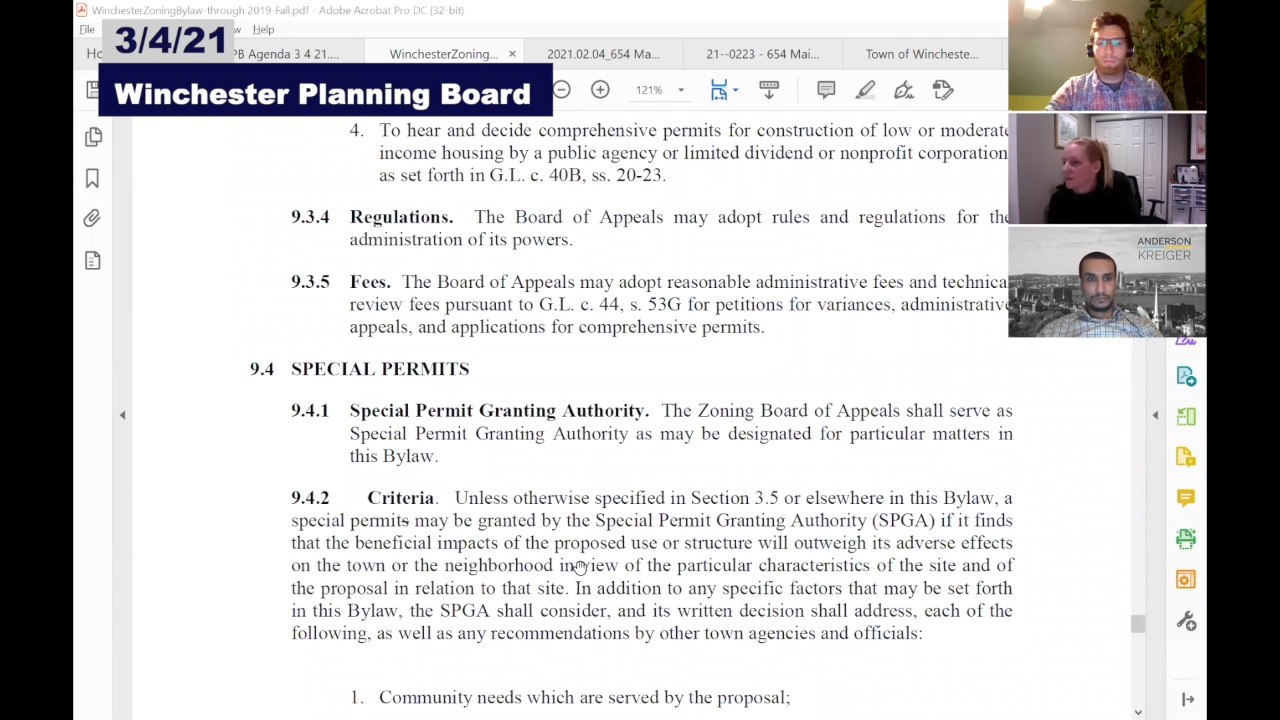 WinchesterZoningBylaw-through 2019-Fall.pdf - Adobe Acrobat Pro DC (32-bit)
File
w Help
3/4/21
Ho
PB Agenda 3 4 21....
WinchesterZoning... ×
2021.02.04_654 Ma...
21--0223 - 654 Mai...
Town of Wincheste...
Winchester Planning Board
121%
4. To hear and decide comprehensive permits for construction of low or moderate
income housing by a public agency or limited dividend or nonprofit corporation
as set forth in G.L. c. 40B, ss. 20-23.
9.3.4 Regulations. The Board of Appeals may adopt rules and regulations for the
administration of its powers.
ANDERSON
KREIGER
9.3.5 Fees. The Board of Appeals may adopt reasonable administrative fees and technica
review fees pursuant to G.L. c. 44, s. 53G for petitions for variances, administrative
appeals, and applications for comprehensive permits.
9.4 SPECIAL PERMITS
9.4.1 Special Permit Granting Authority. The Zoning Board of Appeals shall serve as
Special Permit Granting Authority as may be designated for particular matters in
this Bylaw.
9.4.2 Criteria. Unless otherwise specified in Section 3.5 or elsewhere in this Bylaw, a
special permits may be granted by the Special Permit Granting Authority (SPGA) if it finds
that the beneficial impacts of the proposed use or structure will outweigh its adverse effects
on the town or the neighborhood in view of the particular characteristics of the site and of
the proposal in relation to that site. In addition to any specific factors that may be set forth
in this Bylaw, the SPGA shall consider, and its written decision shall address, each of the
following, as well as any recommendations by other town agencies and officials:
1. Community needs which are served by the proposal;